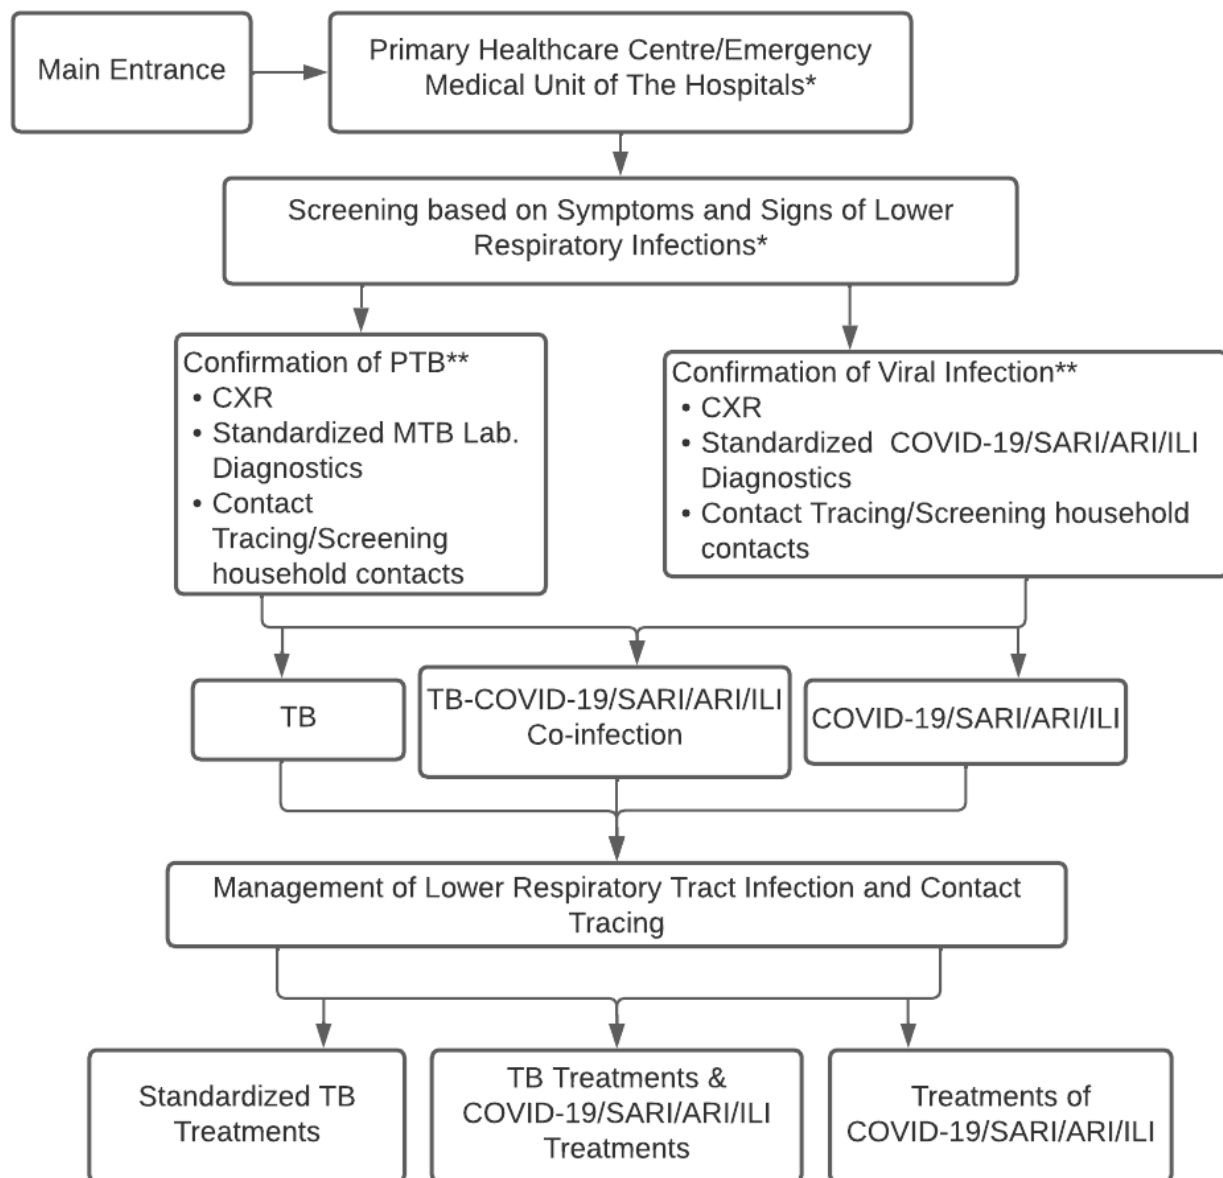 Main Entrance
Primary Healthcare Centre/Emergency
Medical Unit of The Hospitals*
Screening based on Symptoms and Signs of Lower
Respiratory Infections*
Confirmation of PTB**
• CXR
• Standardized MTB Lab.
Diagnostics
• Contact
Tracing/Screening
household contacts
Confirmation of Viral Infection**
• CXR
• Standardized COVID-19/SARI/ARI/ILI
Diagnostics
• Contact Tracing/Screening household
contacts
TB
TB-COVID-19/SARI/ARI/ILI
Co-infection
COVID-19/SARI/ARI/ILI
Management of Lower Respiratory Tract Infection and Contact
Tracing
Standardized TB
Treatments
TB Treatments &
COVID-19/SARI/ARI/ILI
Treatments
Treatments of
COVID-19/SARI/ARI/ILI